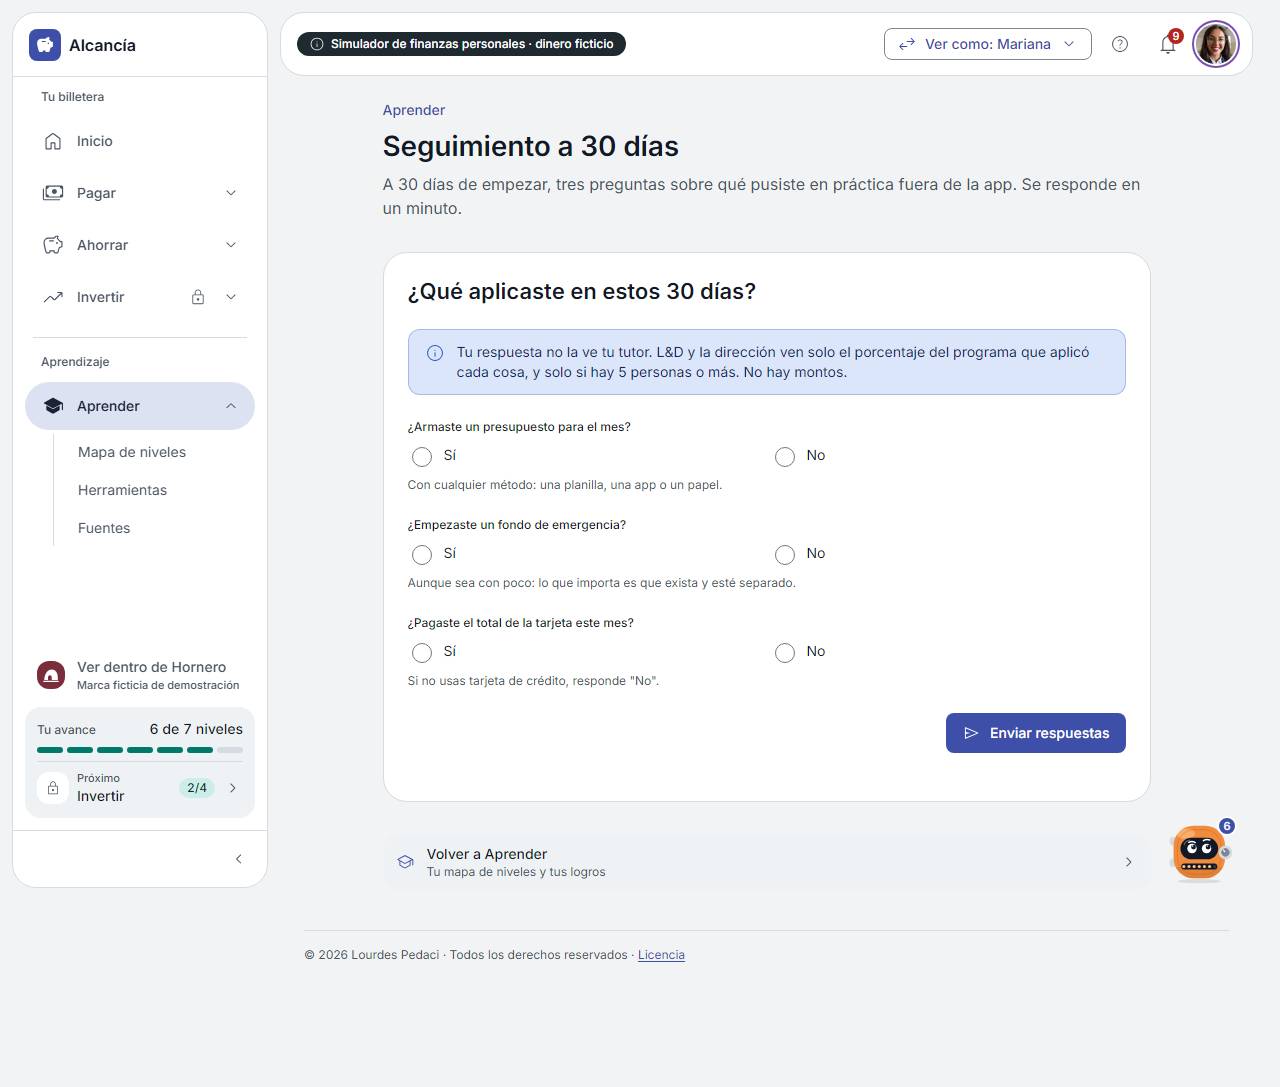 Alcancía
Simulador de finanzas personales · dinero ficticio
Ver como: Mariana
9
Tu billetera
Inicio
Pagar
Ahorrar
Invertir
Aprendizaje
Aprender
Mapa de niveles
Herramientas
Fuentes
Ver dentro de Hornero
Marca ficticia de demostración
Tu avance
6 de 7 niveles
Próximo
Invertir
2/4
Aprender
Seguimiento a 30 días
A 30 días de empezar, tres preguntas sobre qué pusiste en práctica fuera de la app. Se responde en
un minuto.
¿Qué aplicaste en estos 30 días?
Tu respuesta no la ve tu tutor. L&D y la dirección ven solo el porcentaje del programa que aplicó
cada cosa, y solo si hay 5 personas o más. No hay montos.
¿Armaste un presupuesto para el mes?
Sí
No
Con cualquier método: una planilla, una app o un papel.
¿Empezaste un fondo de emergencia?
Sí
No
Aunque sea con poco: lo que importa es que exista y esté separado.
¿Pagaste el total de la tarjeta este mes?
Sí
No
Si no usas tarjeta de crédito, responde "No".
Enviar respuestas
Volver a Aprender
Tu mapa de niveles y tus logros
6
© 2026 Lourdes Pedaci · Todos los derechos reservados · Licencia